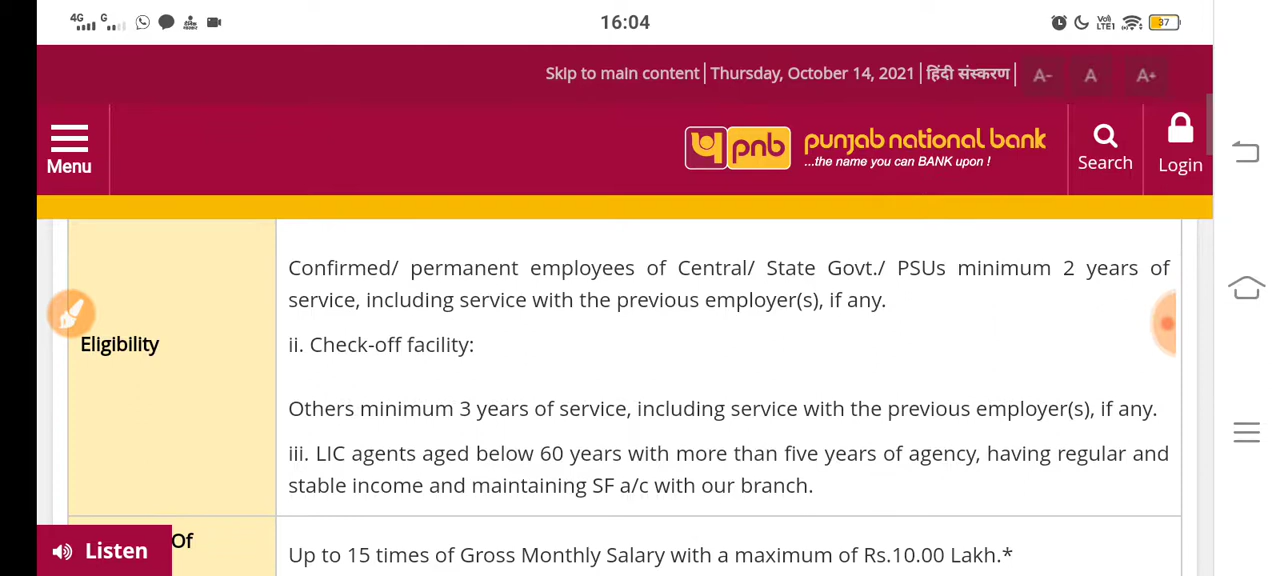 4G G 16:04 Vo) LTE1 37
Skip to main content Thursday, October 14, 2021 हिंदी संस्करण A- A A+
Menu
पी pnb punjab national bank
...the name you can BANK upon !
Search
Login
Confirmed/ permanent employees of Central/ State Govt./ PSUs minimum 2 years of
service, including service with the previous employer(s), if any.
Eligibility
ii. Check-off facility:
Others minimum 3 years of service, including service with the previous employer(s), if any.
iii. LIC agents aged below 60 years with more than five years of agency, having regular and
stable income and maintaining SF a/c with our branch.
Of
Listen
Up to 15 times of Gross Monthly Salary with a maximum of Rs.10.00 Lakh.*